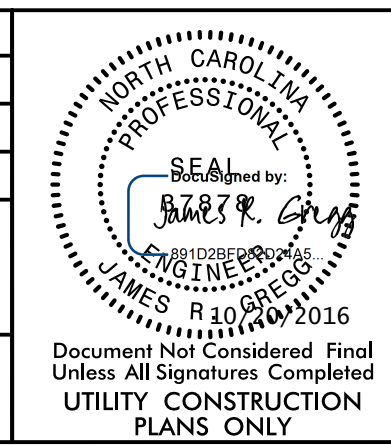 NORTH CAROLINA
PROFESSIONAL
SEAL
DocuSigned by:
James R. Gregg
891D2BFD82D24A5...
ENGINEER
JAMES R. GREGG
10/20/2016
Document Not Considered Final
Unless All Signatures Completed
UTILITY CONSTRUCTION
PLANS ONLY